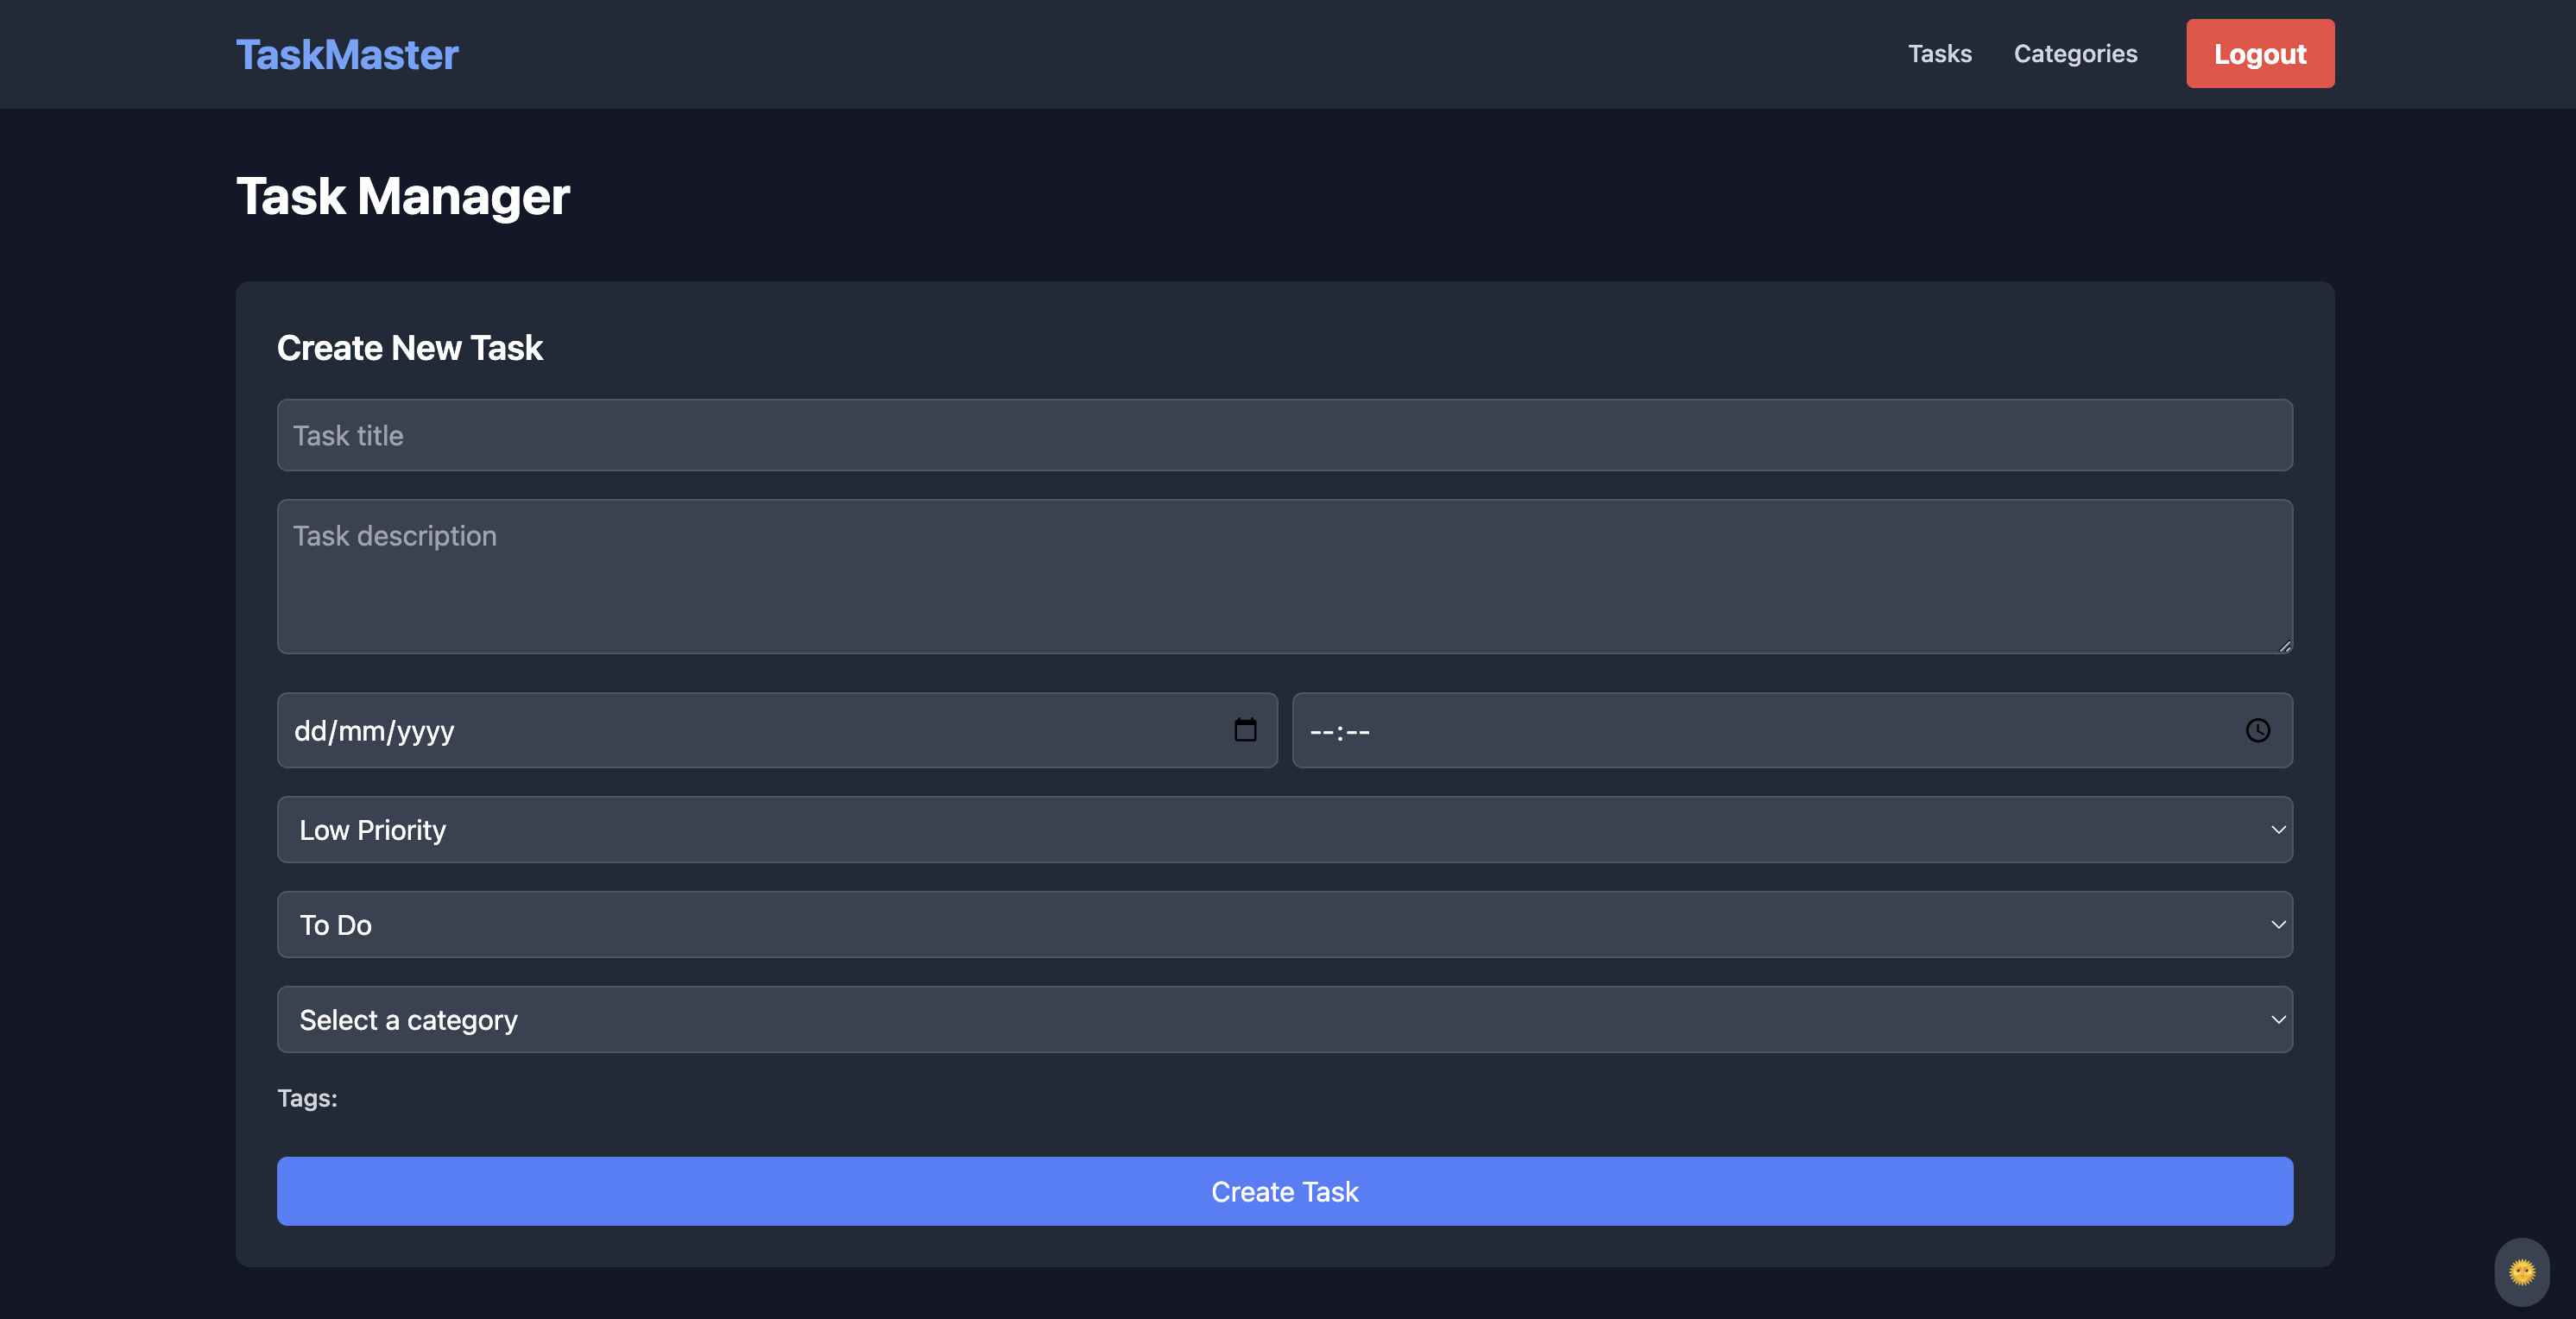 TaskMaster
Tasks Categories Logout
Task Manager
Create New Task
Task title
Task description
dd/mm/yyyy --:--
Low Priority
To Do
Select a category
Tags:
Create Task